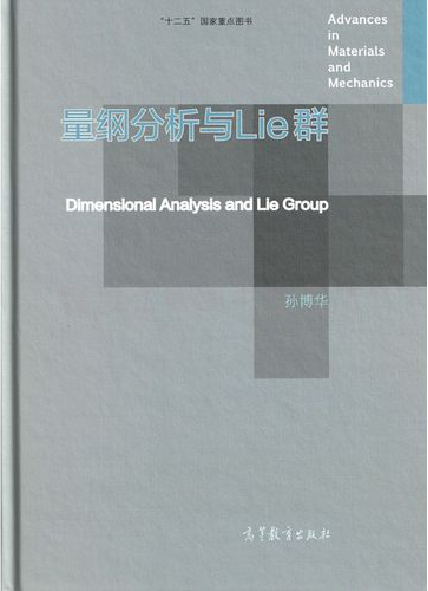 “十二五”国家重点图书
Advances
in
Materials
and
Mechanics
量纲分析与Lie群
Dimensional Analysis and Lie Group
孙博华
高等教育出版社